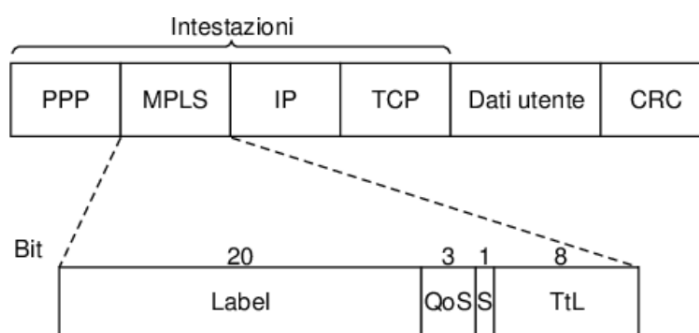 Intestazioni
PPP MPLS IP TCP Dati utente CRC
Bit 20 3 1 8
Label QoS S TtL